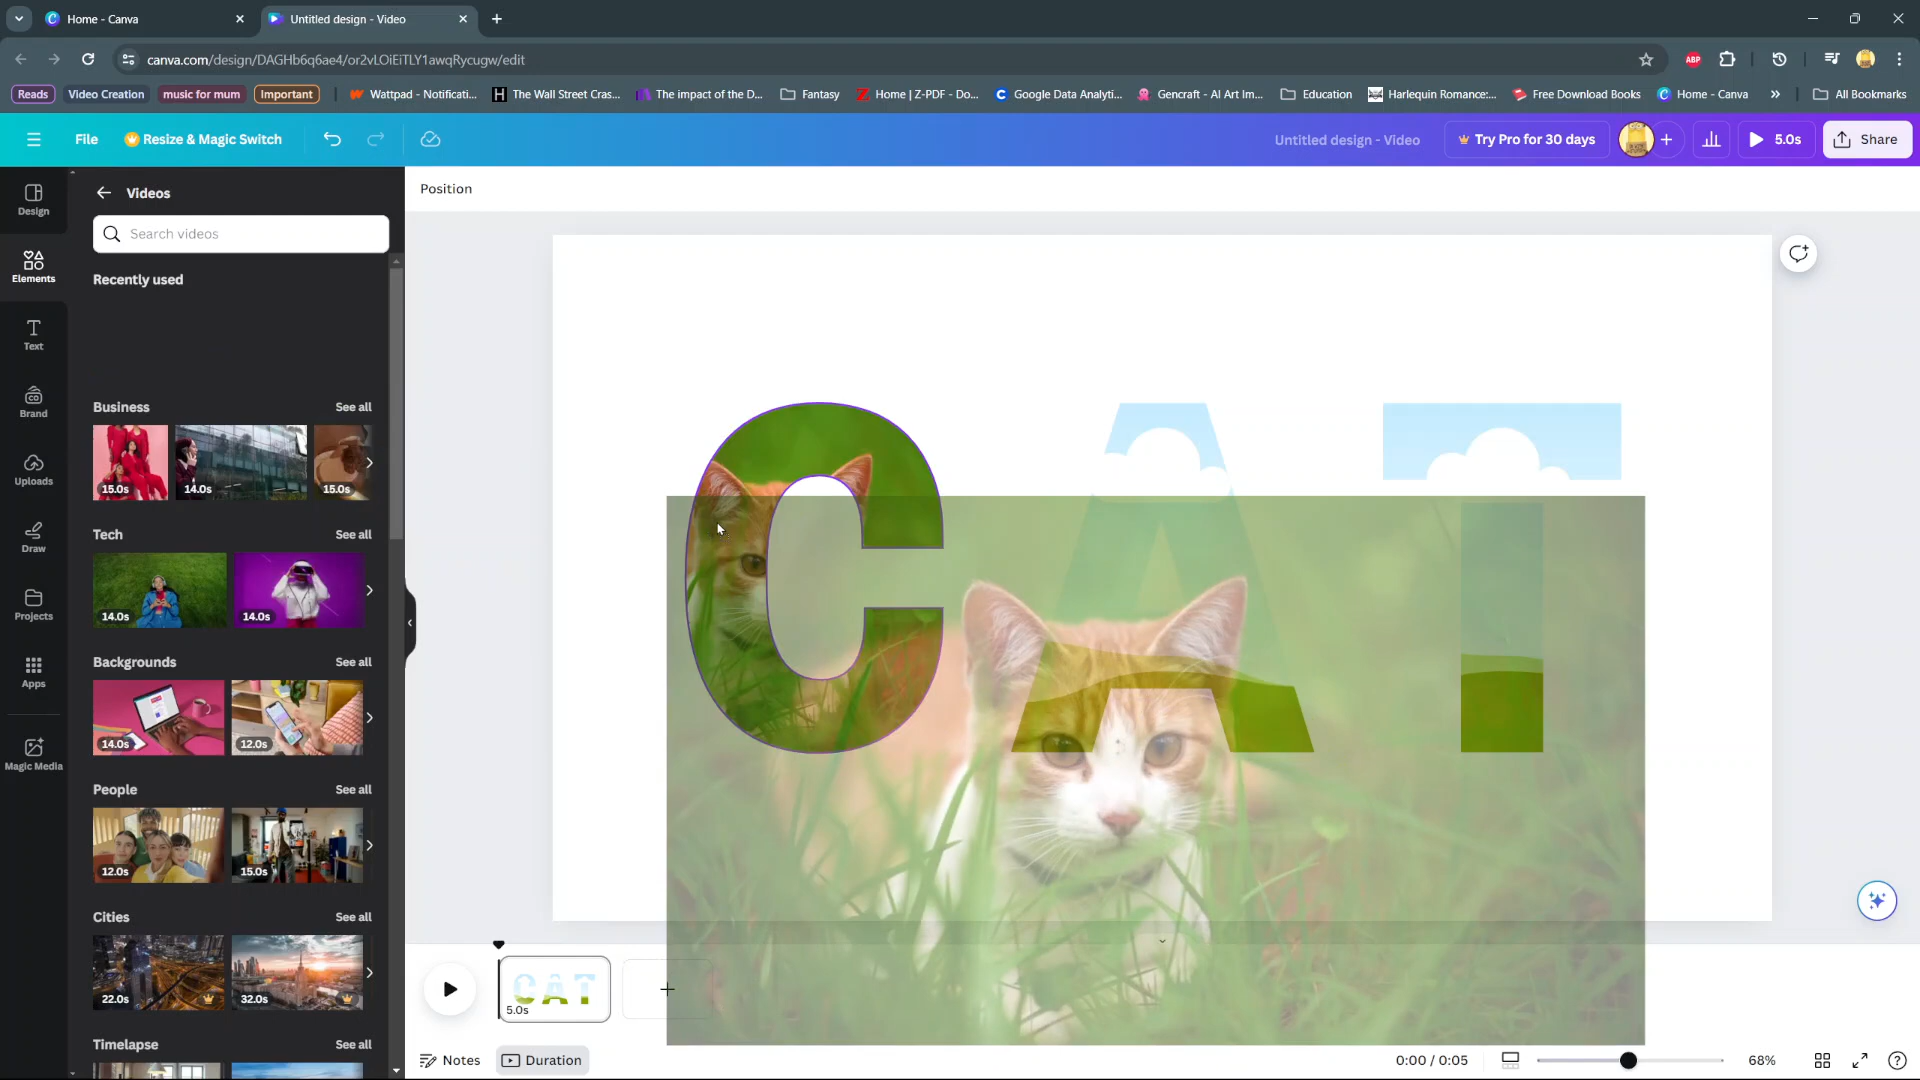 Home - Canva
Untitled design - Video
canva.com/design/DAGHb6q6ae4/or2vLOiEiTLY1awqRycugw/edit
ABP
Reads
Video Creation
music for mum
Important
Wattpad - Notificati...
The Wall Street Cras...
The impact of the D...
Fantasy
Home | Z-PDF - Do...
Google Data Analyti...
Gencraft - AI Art Im...
Education
Harlequin Romance:...
Free Download Books
Home - Canva
All Bookmarks
File
Resize & Magic Switch
Untitled design - Video
Try Pro for 30 days
5.0s
Share
Design
Elements
Text
Brand
Uploads
Draw
Projects
Apps
Magic Media
Videos
Search videos
Recently used
Business
See all
15.0s
14.0s
15.0s
Tech
See all
14.0s
14.0s
Backgrounds
See all
14.0s
12.0s
People
See all
12.0s
15.0s
Cities
See all
22.0s
32.0s
Timelapse
See all
Position
CAT
CAT
5.0s
Notes
Duration
0:00 / 0:05
68%